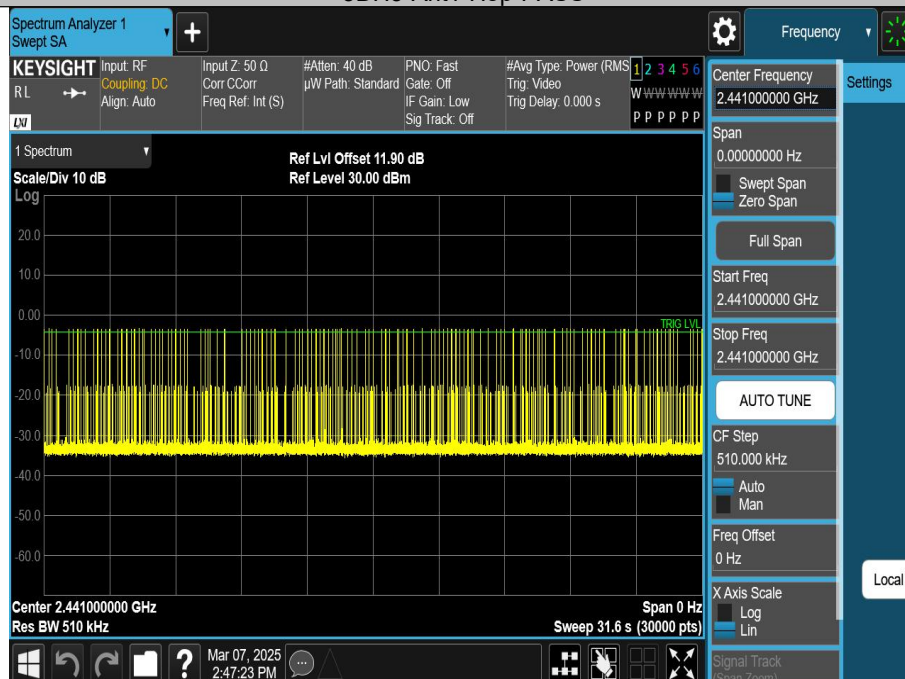 Spectrum Analyzer 1
Swept SA
Frequency
KEYSIGHT
RL
LXI
Input: RF
Coupling: DC
Align: Auto
Input Z: 50 Ω
Corr CCorr
Freq Ref: Int (S)
#Atten: 40 dB
µW Path: Standard
PNO: Fast
Gate: Off
IF Gain: Low
Sig Track: Off
#Avg Type: Power (RMS
Trig: Video
Trig Delay: 0.000 s
1 2 3 4 5 6
W W W W W W
P P P P P P
Center Frequency
2.441000000 GHz
Settings
Span
0.00000000 Hz
Swept Span
Zero Span
Full Span
Start Freq
2.441000000 GHz
Stop Freq
2.441000000 GHz
AUTO TUNE
CF Step
510.000 kHz
Auto
Man
Freq Offset
0 Hz
X Axis Scale
Log
Lin
Signal Track
(Span Zoom)
Local
1 Spectrum
Scale/Div 10 dB
Ref Lvl Offset 11.90 dB
Ref Level 30.00 dBm
Log
20.0
10.0
0.00
TRIG LVL
-10.0
-20.0
-30.0
-40.0
-50.0
-60.0
Center 2.441000000 GHz
Span 0 Hz
Res BW 510 kHz
Sweep 31.6 s (30000 pts)
?
Mar 07, 2025
2:47:23 PM